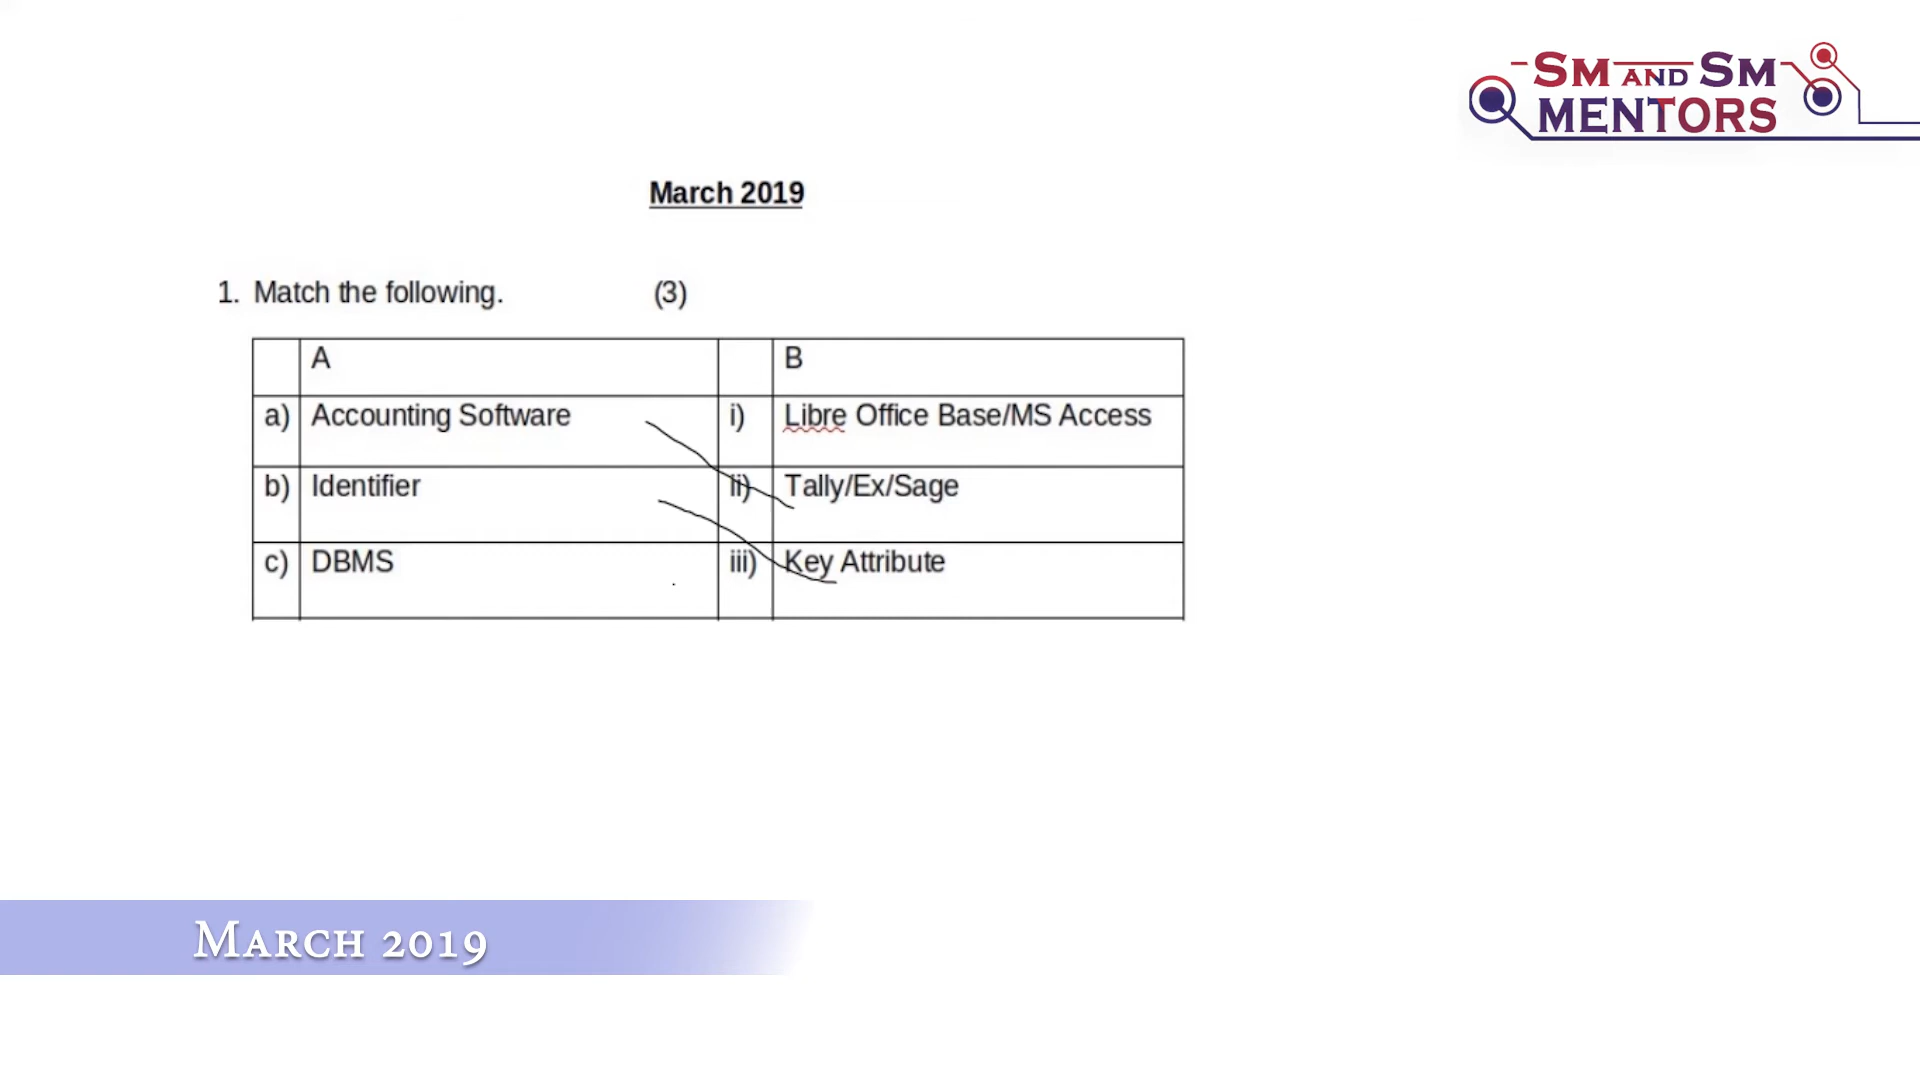 SM AND SM
MENTORS
March 2019
1. Match the following. (3)
A B
a) Accounting Software i) Libre Office Base/MS Access
b) Identifier ii) Tally/Ex/Sage
c) DBMS iii) Key Attribute
MARCH 2019